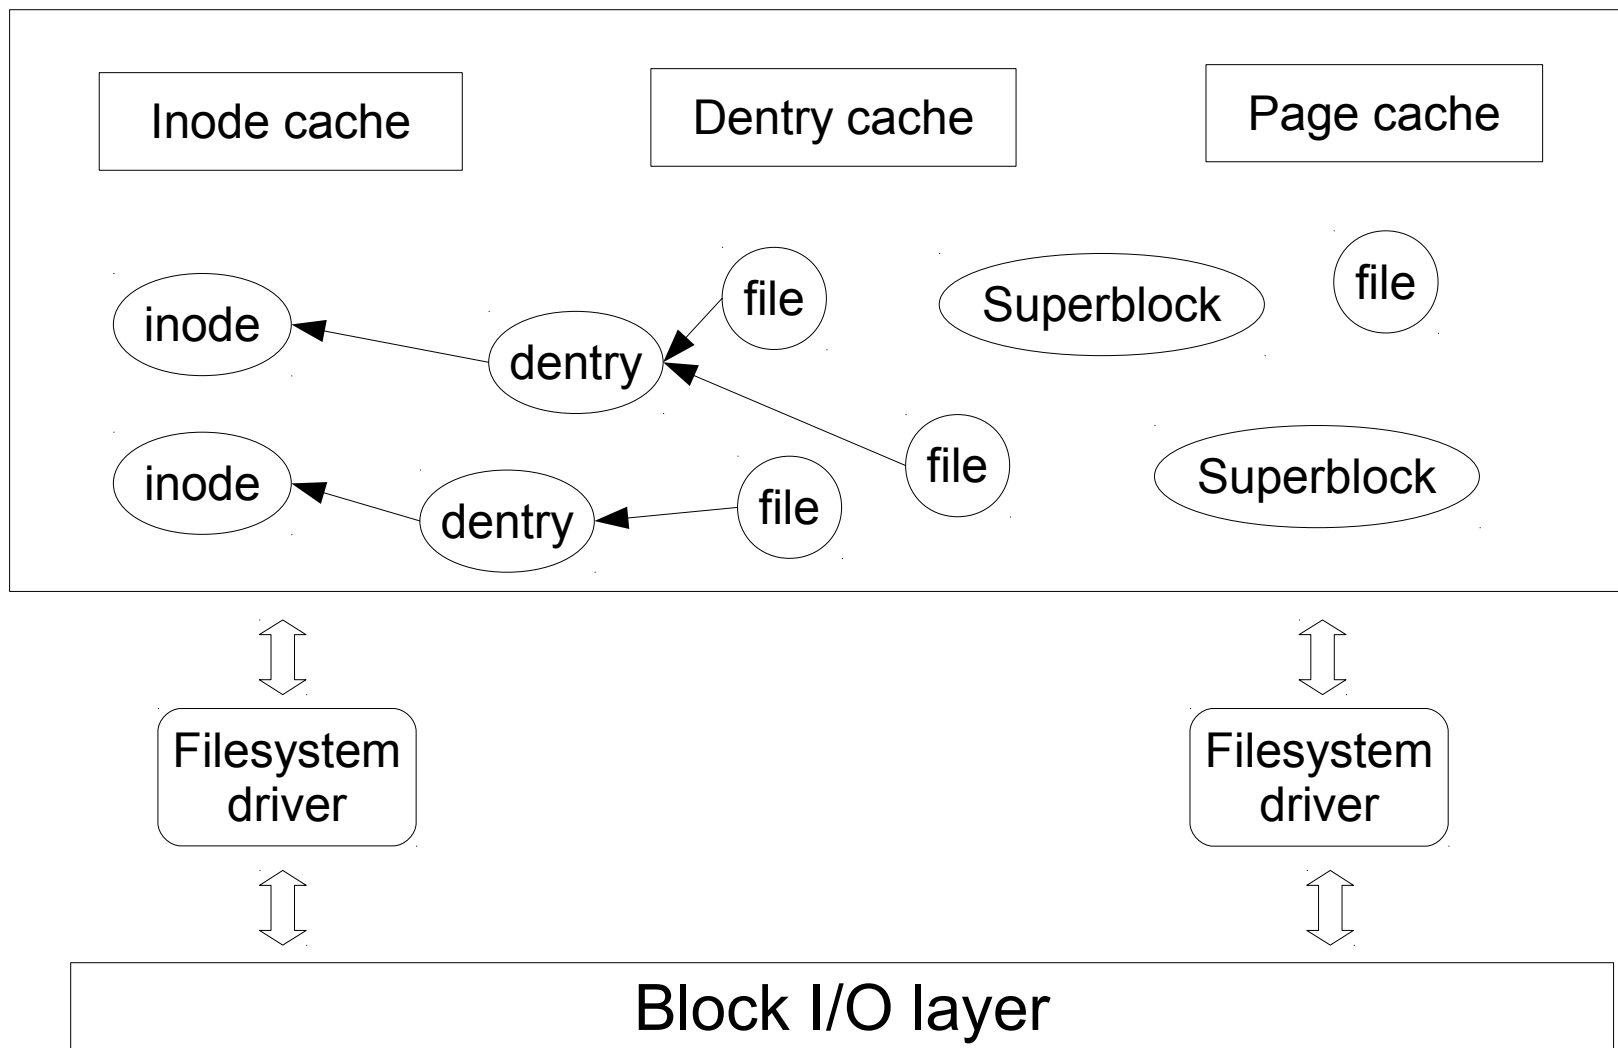 Inode cache
Dentry cache
Page cache
file
Superblock
file
inode
dentry
file
inode
dentry
file
Superblock
Filesystem
driver
Filesystem
driver
Block I/O layer